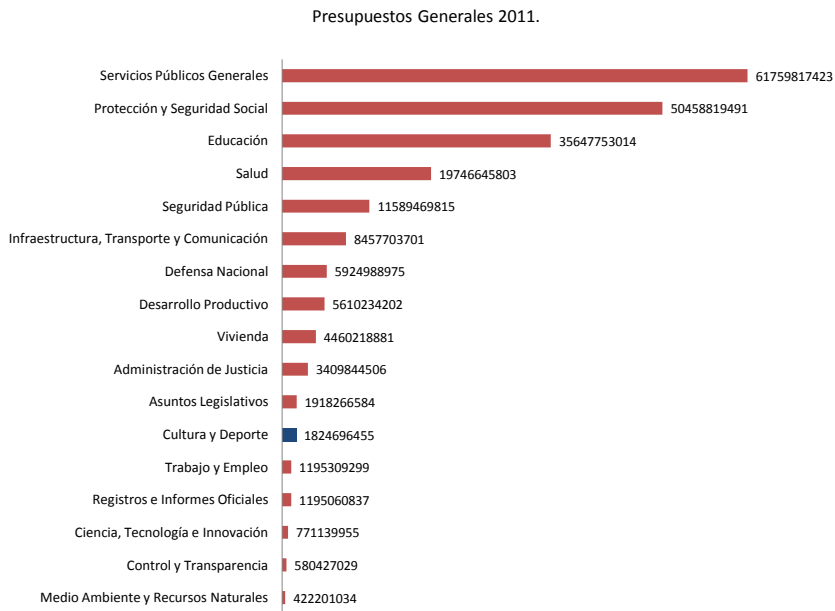 Presupuestos Generales 2011.
Servicios Públicos Generales 61759817423
Protección y Seguridad Social 50458819491
Educación 35647753014
Salud 19746645803
Seguridad Pública 11589469815
Infraestructura, Transporte y Comunicación 8457703701
Defensa Nacional 5924988975
Desarrollo Productivo 5610234202
Vivienda 4460218881
Administración de Justicia 3409844506
Asuntos Legislativos 1918266584
Cultura y Deporte 1824696455
Trabajo y Empleo 1195309299
Registros e Informes Oficiales 1195060837
Ciencia, Tecnología e Innovación 771139955
Control y Transparencia 580427029
Medio Ambiente y Recursos Naturales 422201034